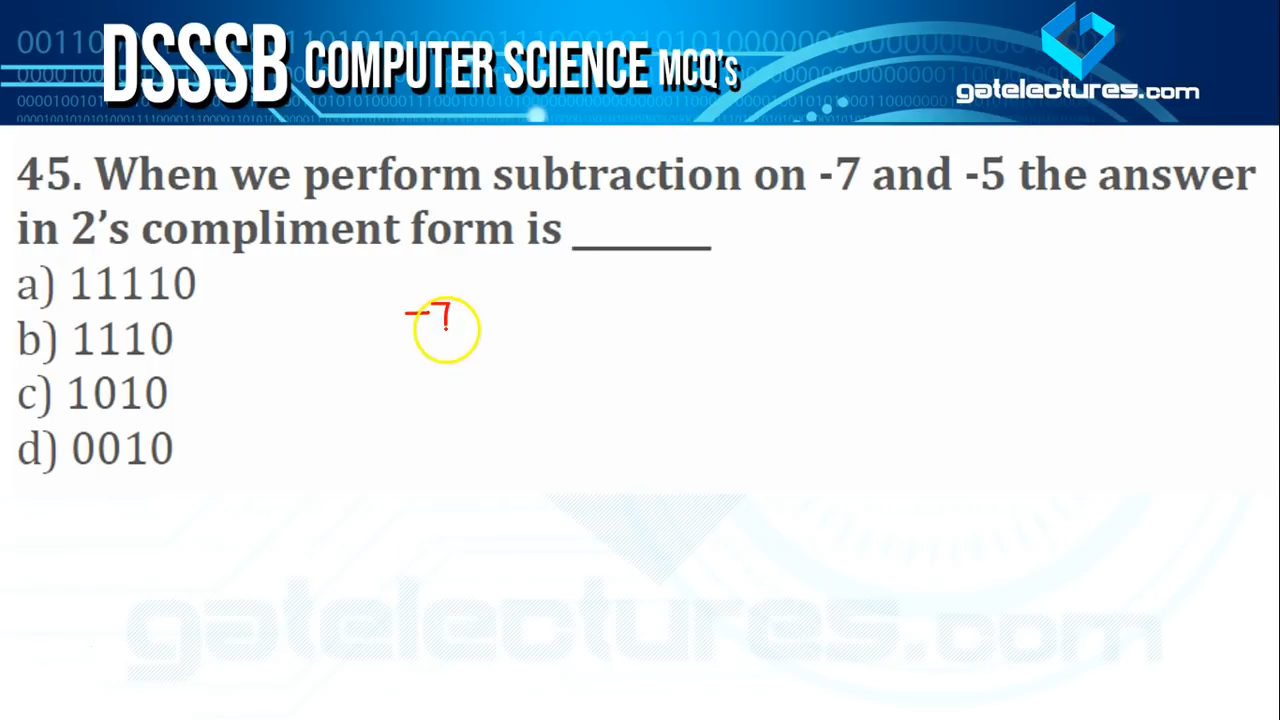 DSSSB COMPUTER SCIENCE MCQ's
gatelectures.com
45. When we perform subtraction on -7 and -5 the answer
in 2’s compliment form is ________
a) 11110
-7
b) 1110
c) 1010
d) 0010
gatelectures.com